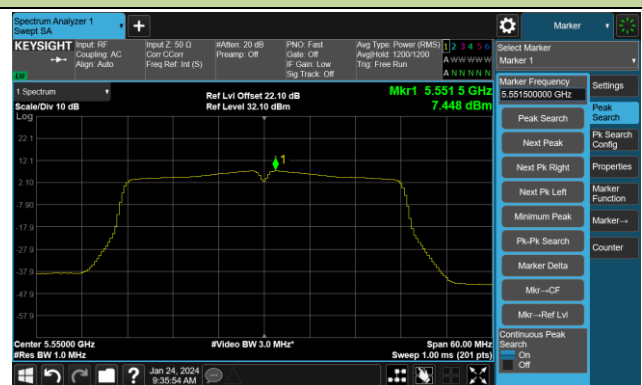 Spectrum Analyzer 1
Swept SA
+
Marker
KEYSIGHT
Input: RF
Coupling: AC
Align: Auto
Input Z: 50 Ω
Corr CCorr
Freq Ref: Int (S)
#Atten: 20 dB
Preamp: Off
PNO: Fast
Gate: Off
IF Gain: Low
Sig Track: Off
Avg Type: Power (RMS)
Avg|Hold: 1200/1200
Trig: Free Run
1 2 3 4 5 6
A W W W W W
A N N N N N
LV
Select Marker
Marker 1
1 Spectrum
Scale/Div 10 dB
Log
Ref Lvl Offset 22.10 dB
Ref Level 32.10 dBm
Mkr1 5.551 5 GHz
7.448 dBm
22.1
12.1
2.10
-7.90
-17.9
-27.9
-37.9
-47.9
-57.9
1
Center 5.55000 GHz
#Res BW 1.0 MHz
#Video BW 3.0 MHz*
Span 60.00 MHz
Sweep 1.00 ms (201 pts)
Marker Frequency
5.551500000 GHz
Peak Search
Next Peak
Next Pk Right
Next Pk Left
Minimum Peak
Pk-Pk Search
Marker Delta
Mkr→CF
Mkr→Ref Lvl
Continuous Peak
Search
On
Off
Settings
Peak
Search
Pk Search
Config
Properties
Marker
Function
Marker→
Counter
?
Jan 24, 2024
9:35:54 AM